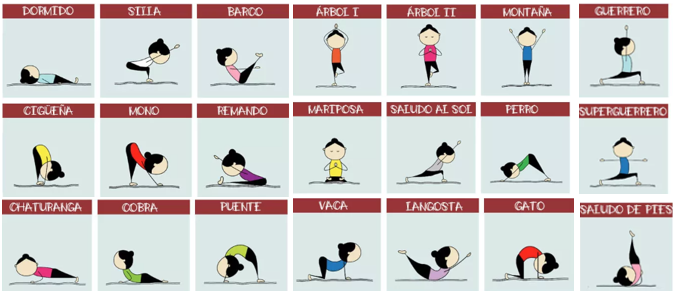 DORMIDO
SILLA
BARCO
ÁRBOL I
ÁRBOL II
MONTAÑA
GUERRERO
CIGÜEÑA
MONO
REMANDO
MARIPOSA
SALUDO AL SOL
PERRO
SUPERGUERRERO
CHATURANGA
COBRA
PUENTE
VACA
LANGOSTA
GATO
SALUDO DE PIES